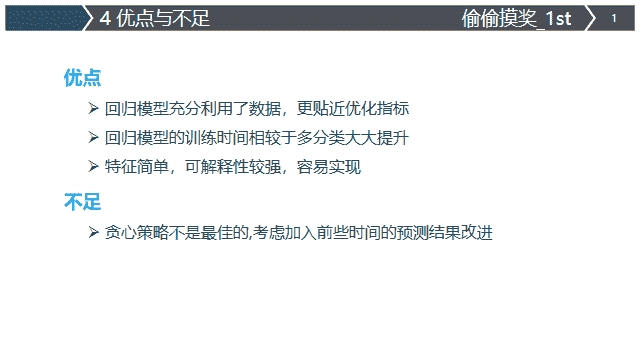 4 优点与不足
偷偷摸奖_1st
1
优点
回归模型充分利用了数据，更贴近优化指标
回归模型的训练时间相较于多分类大大提升
特征简单，可解释性较强，容易实现
不足
贪心策略不是最佳的,考虑加入前些时间的预测结果改进